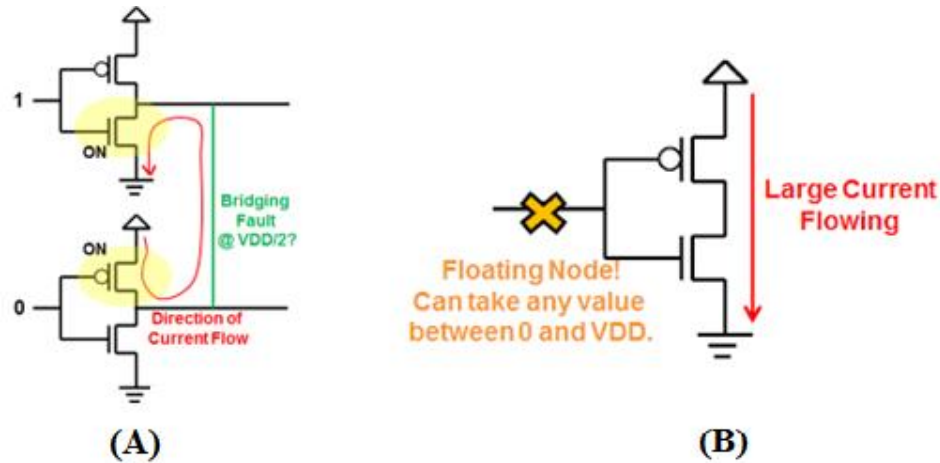 1
ON
Bridging
Fault
@ VDD/2?
ON
0
Direction of
Current Flow
(A)
Floating Node!
Can take any value
between 0 and VDD.
Large Current
Flowing
(B)